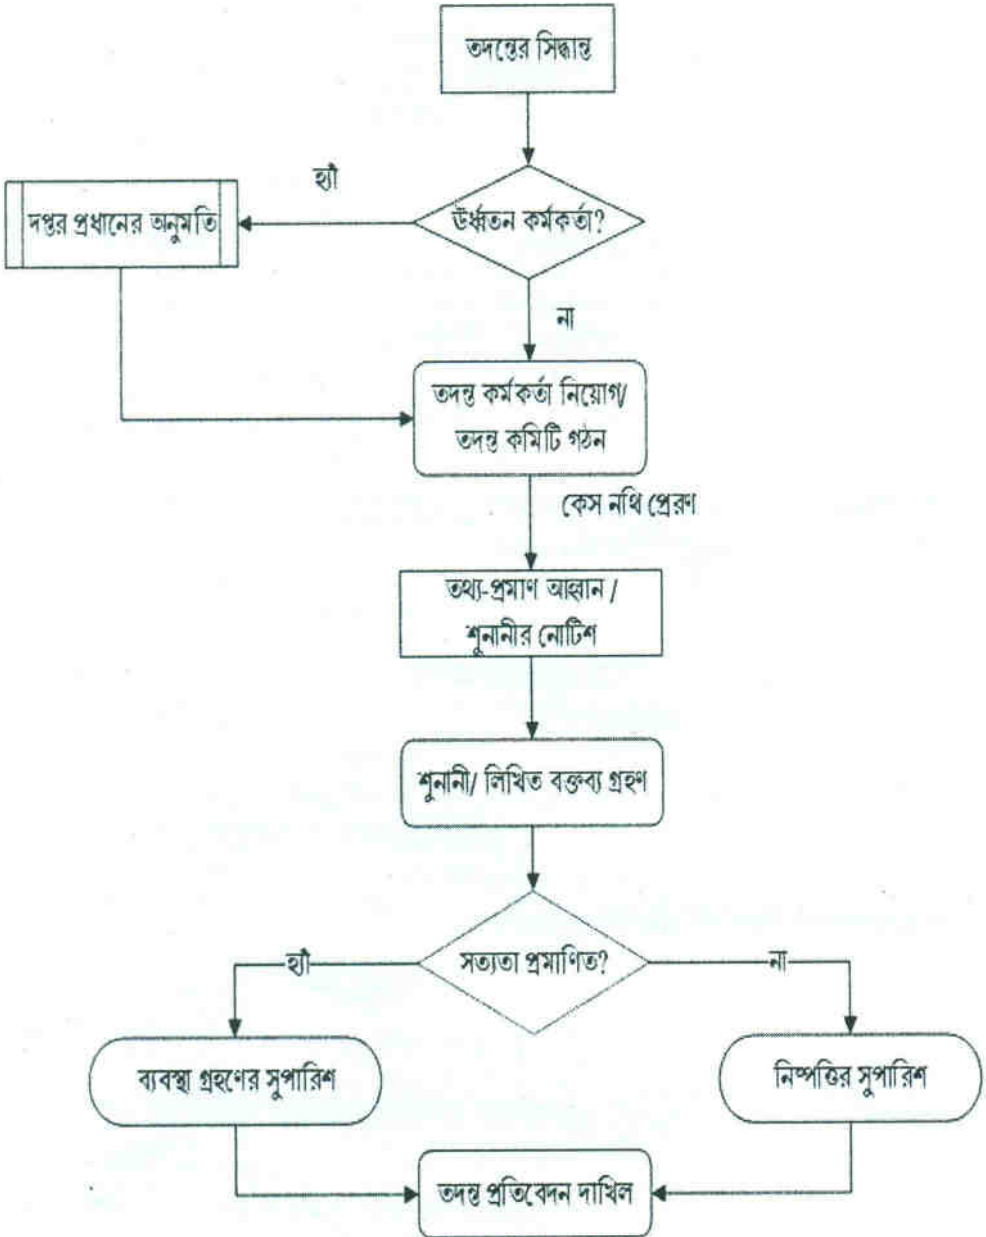 তদন্তের সিদ্ধান্ত
হ্যাঁ
দপ্তর প্রধানের অনুমতি
উর্ধ্বতন কর্মকর্তা?
না
তদন্ত কর্মকর্তা নিয়োগ/
তদন্ত কমিটি গঠন
কেস নথি প্রেরণ
তথ্য-প্রমাণ আহ্বান /
শুনানীর নোটিশ
শুনানী/ লিখিত বক্তব্য গ্রহণ
হ্যাঁ
সত্যতা প্রমাণিত?
না
ব্যবস্থা গ্রহণের সুপারিশ
নিষ্পত্তির সুপারিশ
তদন্ত প্রতিবেদন দাখিল